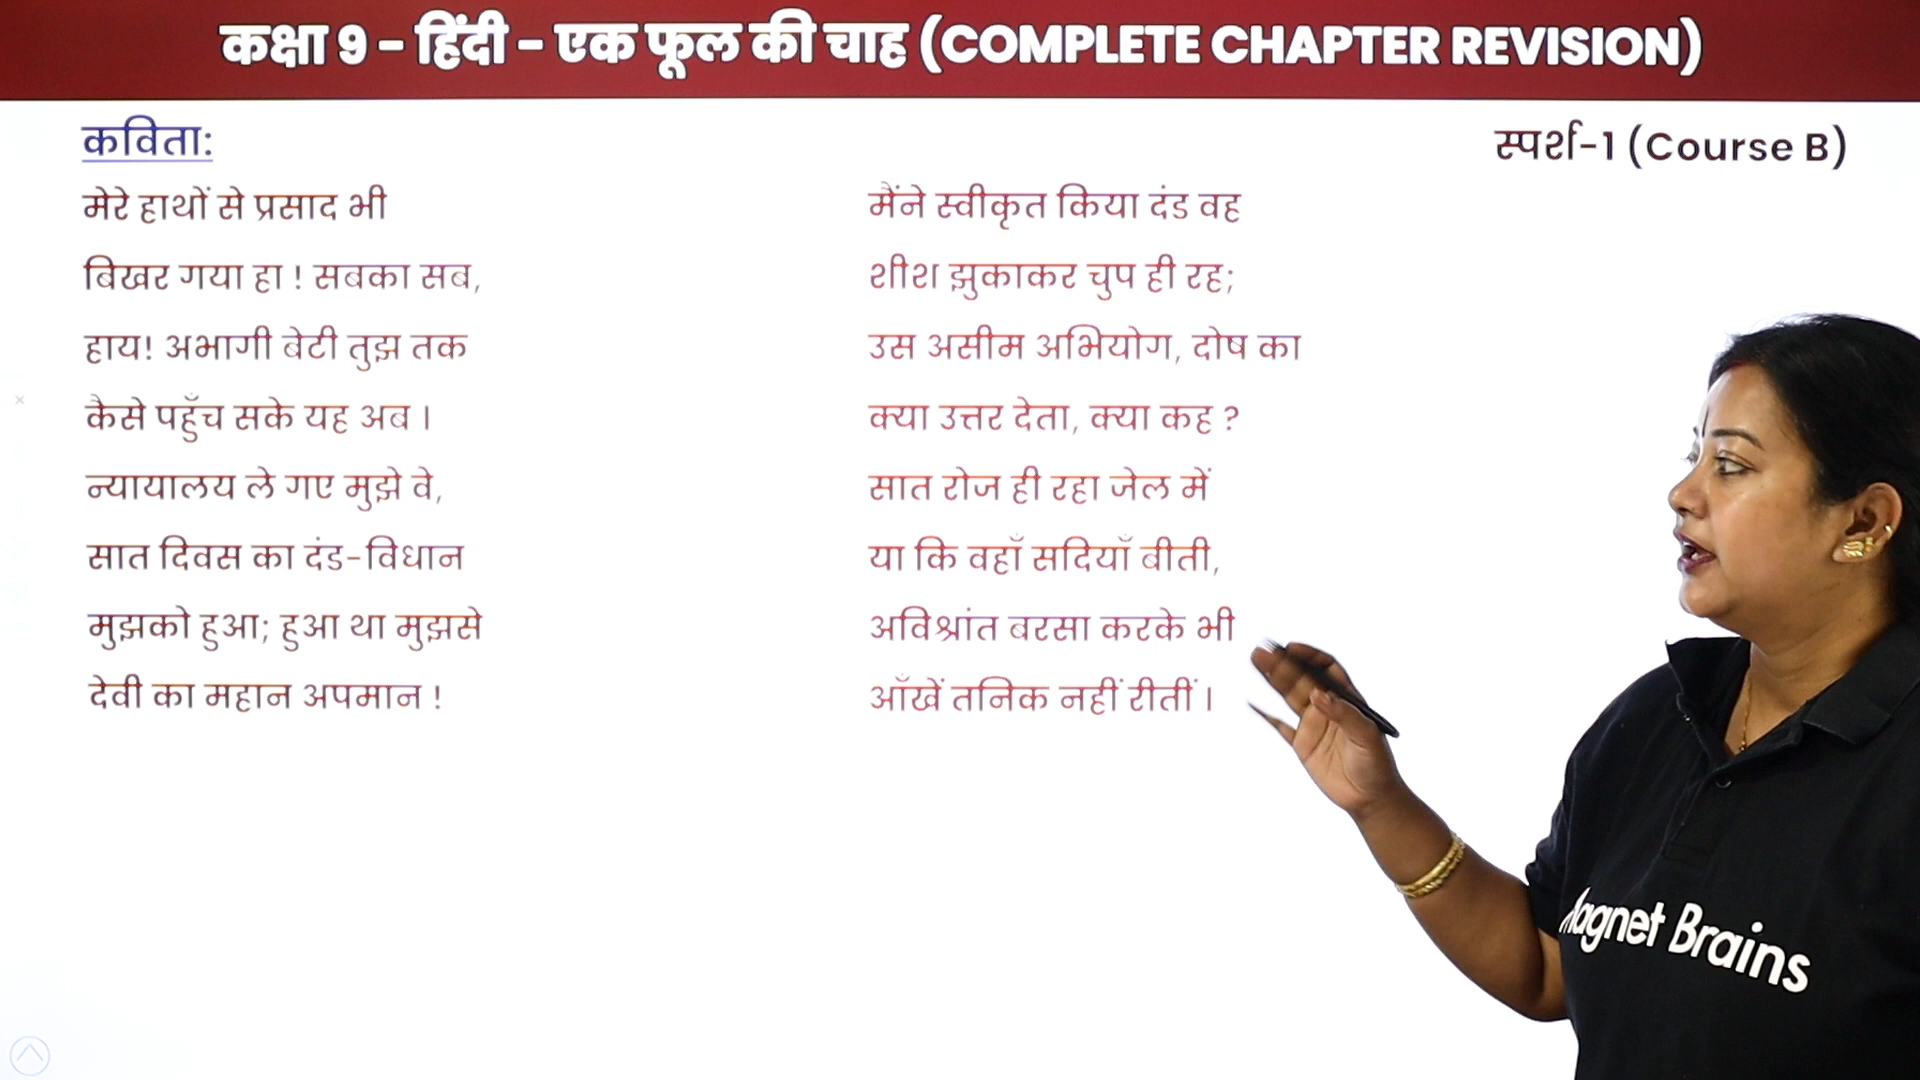 कक्षा 9 - हिंदी - एक फूल की चाह (COMPLETE CHAPTER REVISION)
कविता:
स्पर्श-1 (Course B)
मेरे हाथों से प्रसाद भी
बिखर गया हा ! सबका सब,
हाय! अभागी बेटी तुझ तक
कैसे पहुँच सके यह अब ।
न्यायालय ले गए मुझे वे,
सात दिवस का दंड-विधान
मुझको हुआ; हुआ था मुझसे
देवी का महान अपमान !
मैंने स्वीकृत किया दंड वह
शीश झुकाकर चुप ही रह;
उस असीम अभियोग, दोष का
क्या उत्तर देता, क्या कह ?
सात रोज ही रहा जेल में
या कि वहाँ सदियाँ बीती,
अविश्रांत बरसा करके भी
आँखें तनिक नहीं रीतीं ।
Magnet Brains